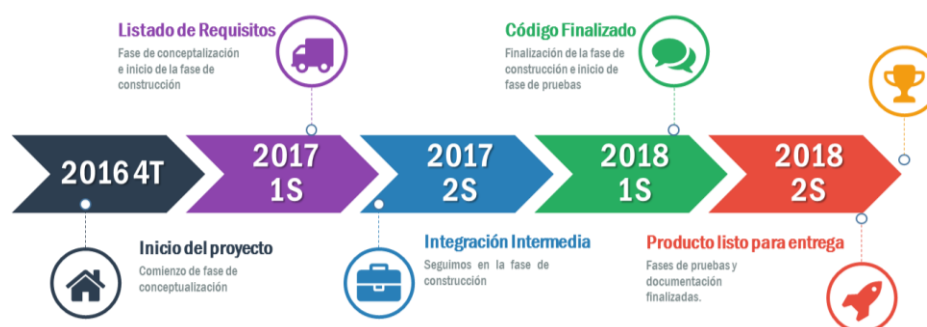 Listado de Requisitos
Fase de conceptalización
e inicio de la fase de
construcción
Código Finalizado
Finalización de la fase de
construcción e inicio de
fase de pruebas
2016 4T
2017
1S
2017
2S
2018
1S
2018
2S
Inicio del proyecto
Comienzo de fase de
conceptualización
Integración Intermedia
Seguimos en la fase de
construcción
Producto listo para entrega
Fases de pruebas y
documentación
finalizadas.